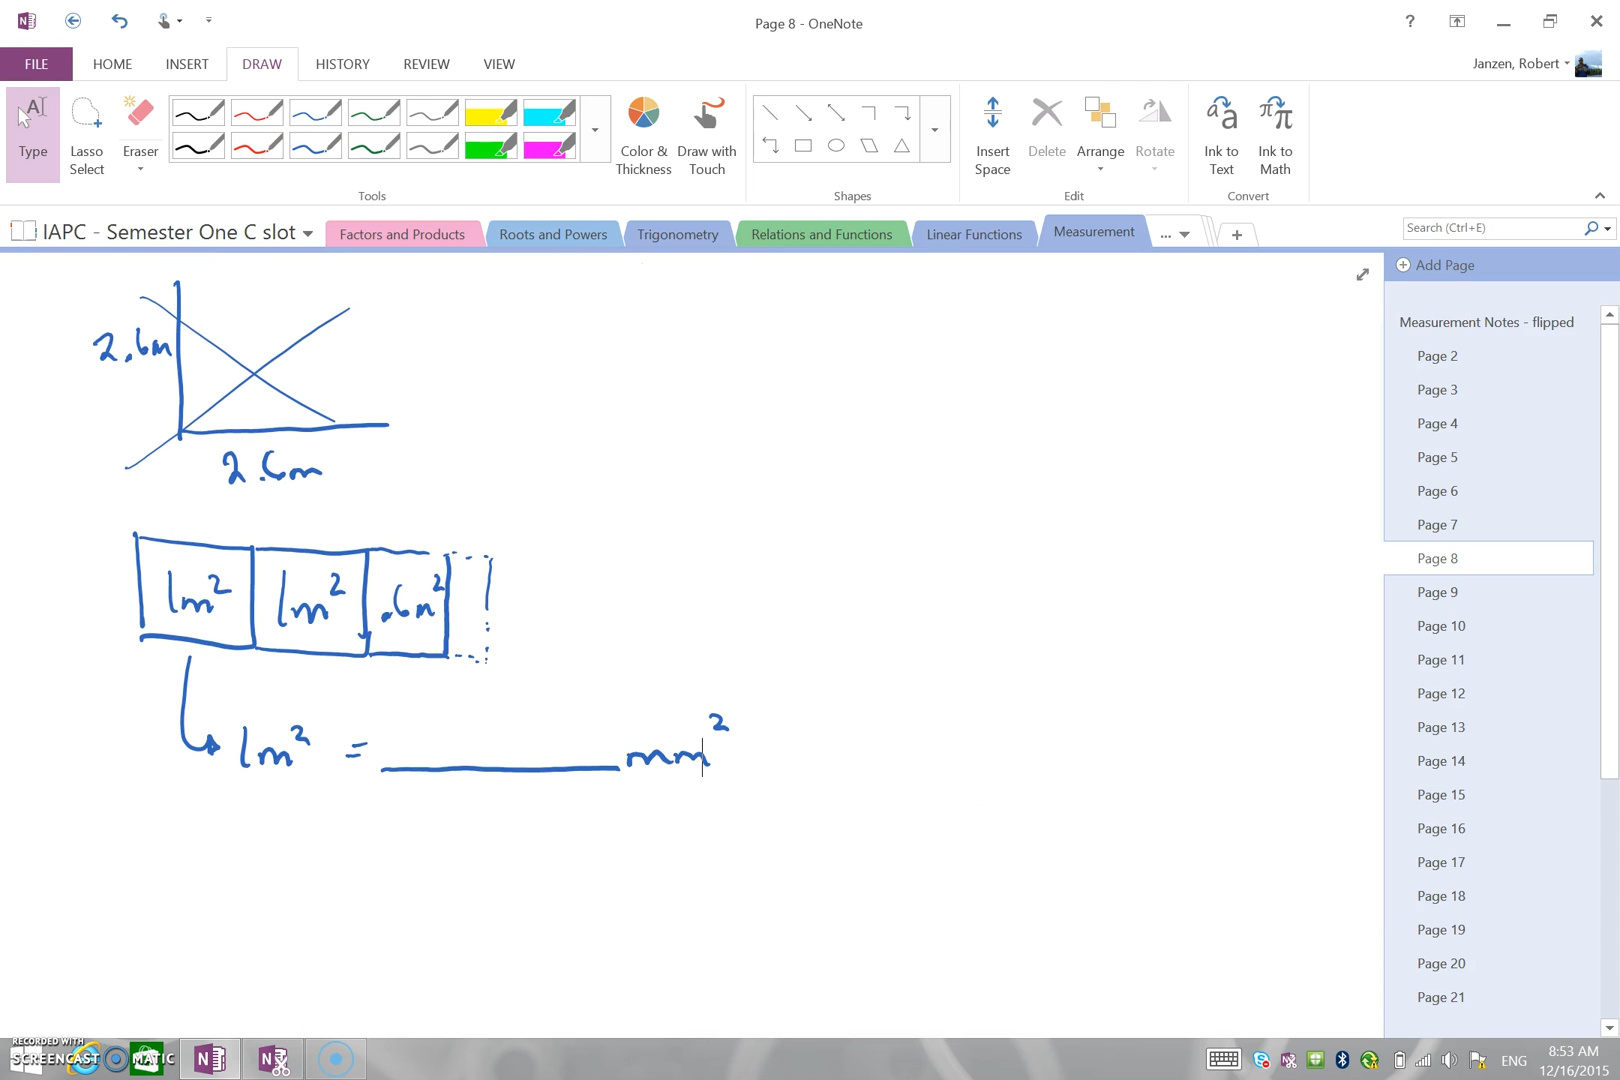 Page 8 - OneNote
?
FILE HOME INSERT DRAW HISTORY REVIEW VIEW
Janzen, Robert
Type
Lasso Select
Eraser
Color & Thickness
Draw with Touch
Insert Space
Delete
Arrange
Rotate
Ink to Text
Ink to Math
Tools
Shapes
Edit
Convert
IAPC - Semester One C slot
Factors and Products
Roots and Powers
Trigonometry
Relations and Functions
Linear Functions
Measurement
...
Search (Ctrl+E)
Add Page
Measurement Notes - flipped
Page 2
Page 3
Page 4
Page 5
Page 6
Page 7
Page 8
Page 9
Page 10
Page 11
Page 12
Page 13
Page 14
Page 15
Page 16
Page 17
Page 18
Page 19
Page 20
Page 21
2.6m
2.6m
1m² 1m² .6m²
1m² = __________ mm²
RECORDED WITH
SCREENCAST MATIC
ENG
8:53 AM
12/16/2015